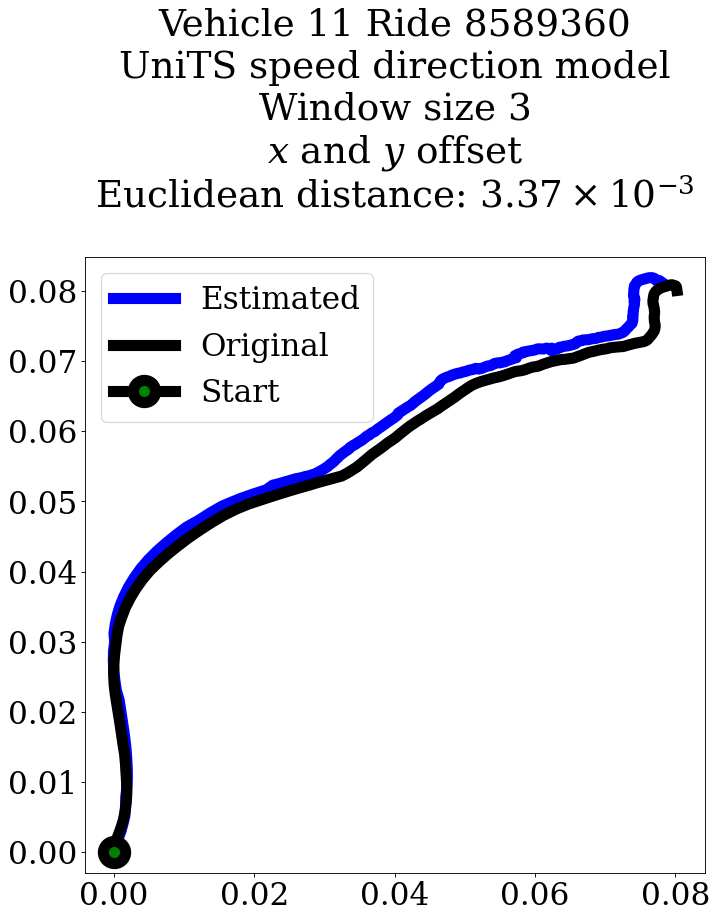 Vehicle 11 Ride 8589360
UniTS speed direction model
Window size 3
x and y offset
Euclidean distance: 3.37 × 10⁻³
Estimated
Original
Start
0.08
0.07
0.06
0.05
0.04
0.03
0.02
0.01
0.00
0.00 0.02 0.04 0.06 0.08